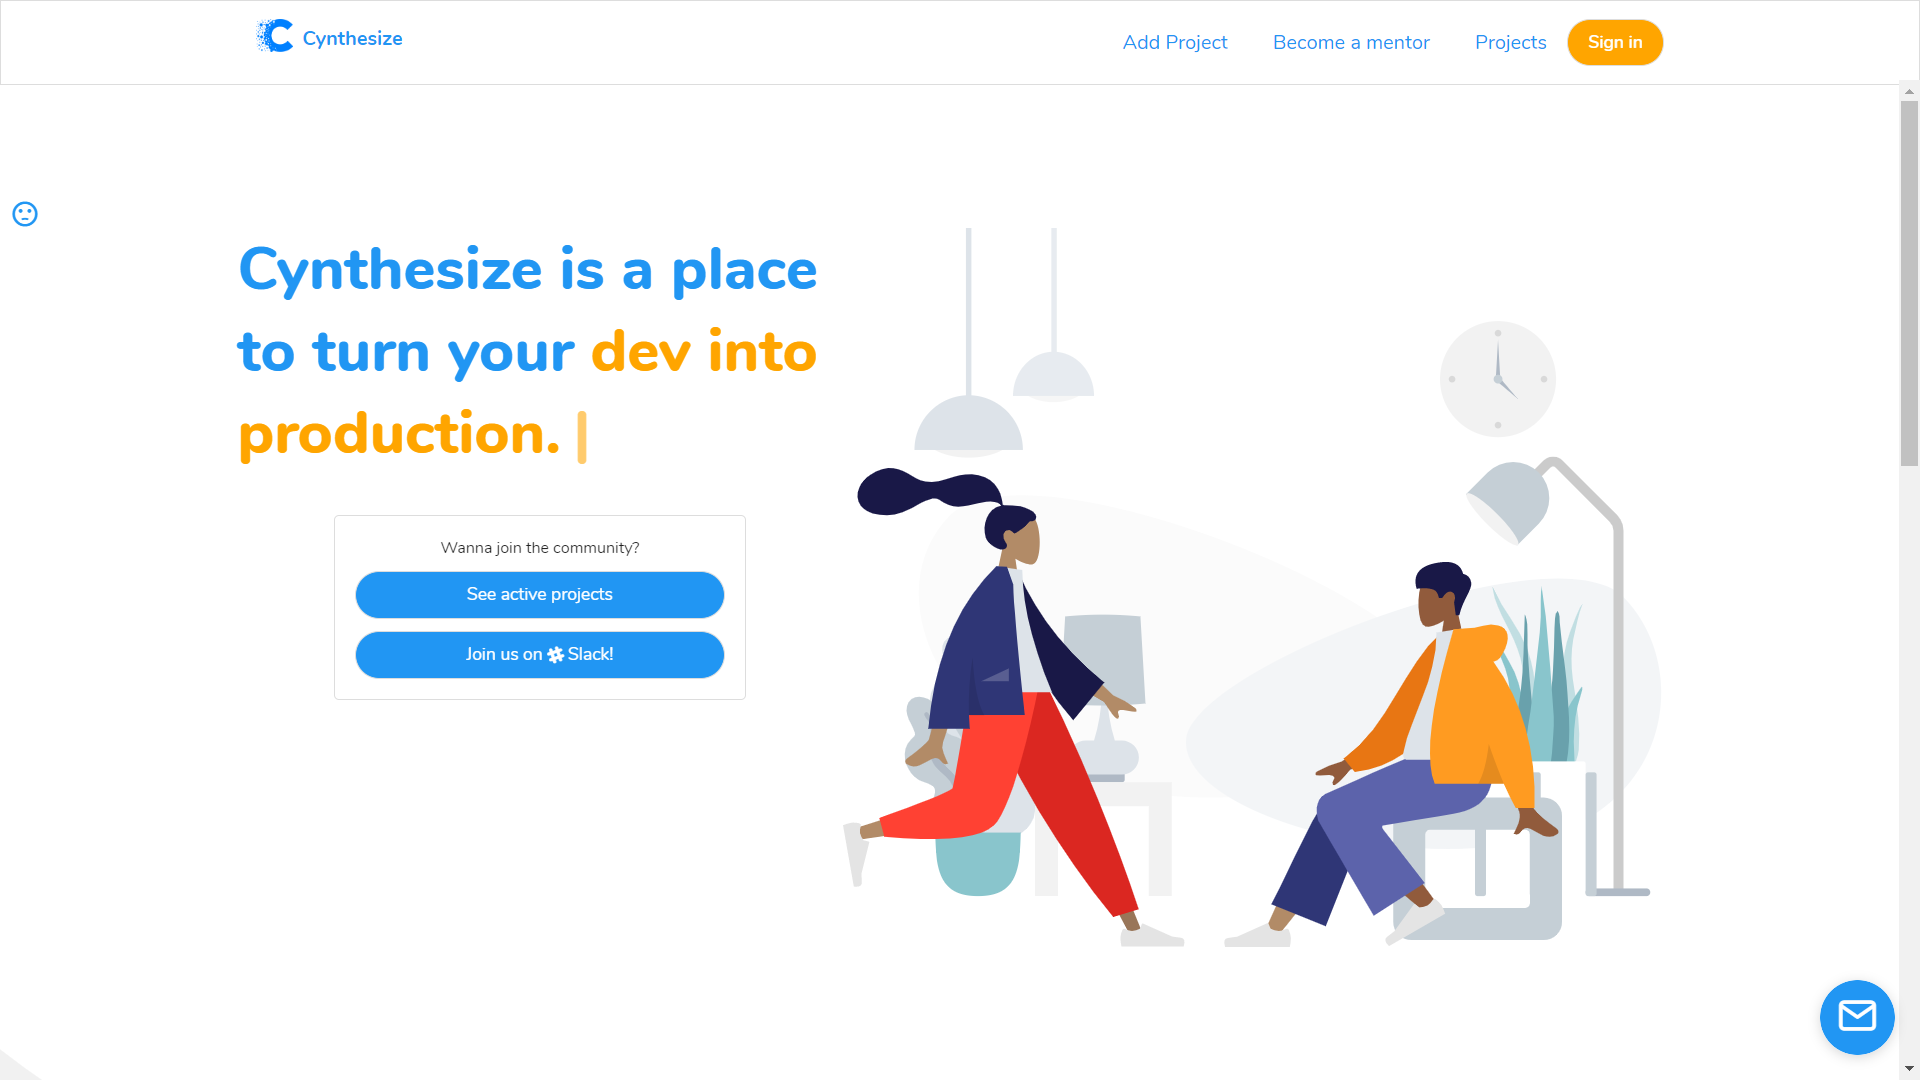 Cynthesize
Add Project
Become a mentor
Projects
Sign in
Cynthesize is a place
to turn your dev into
production. |
Wanna join the community?
See active projects
Join us on Slack!